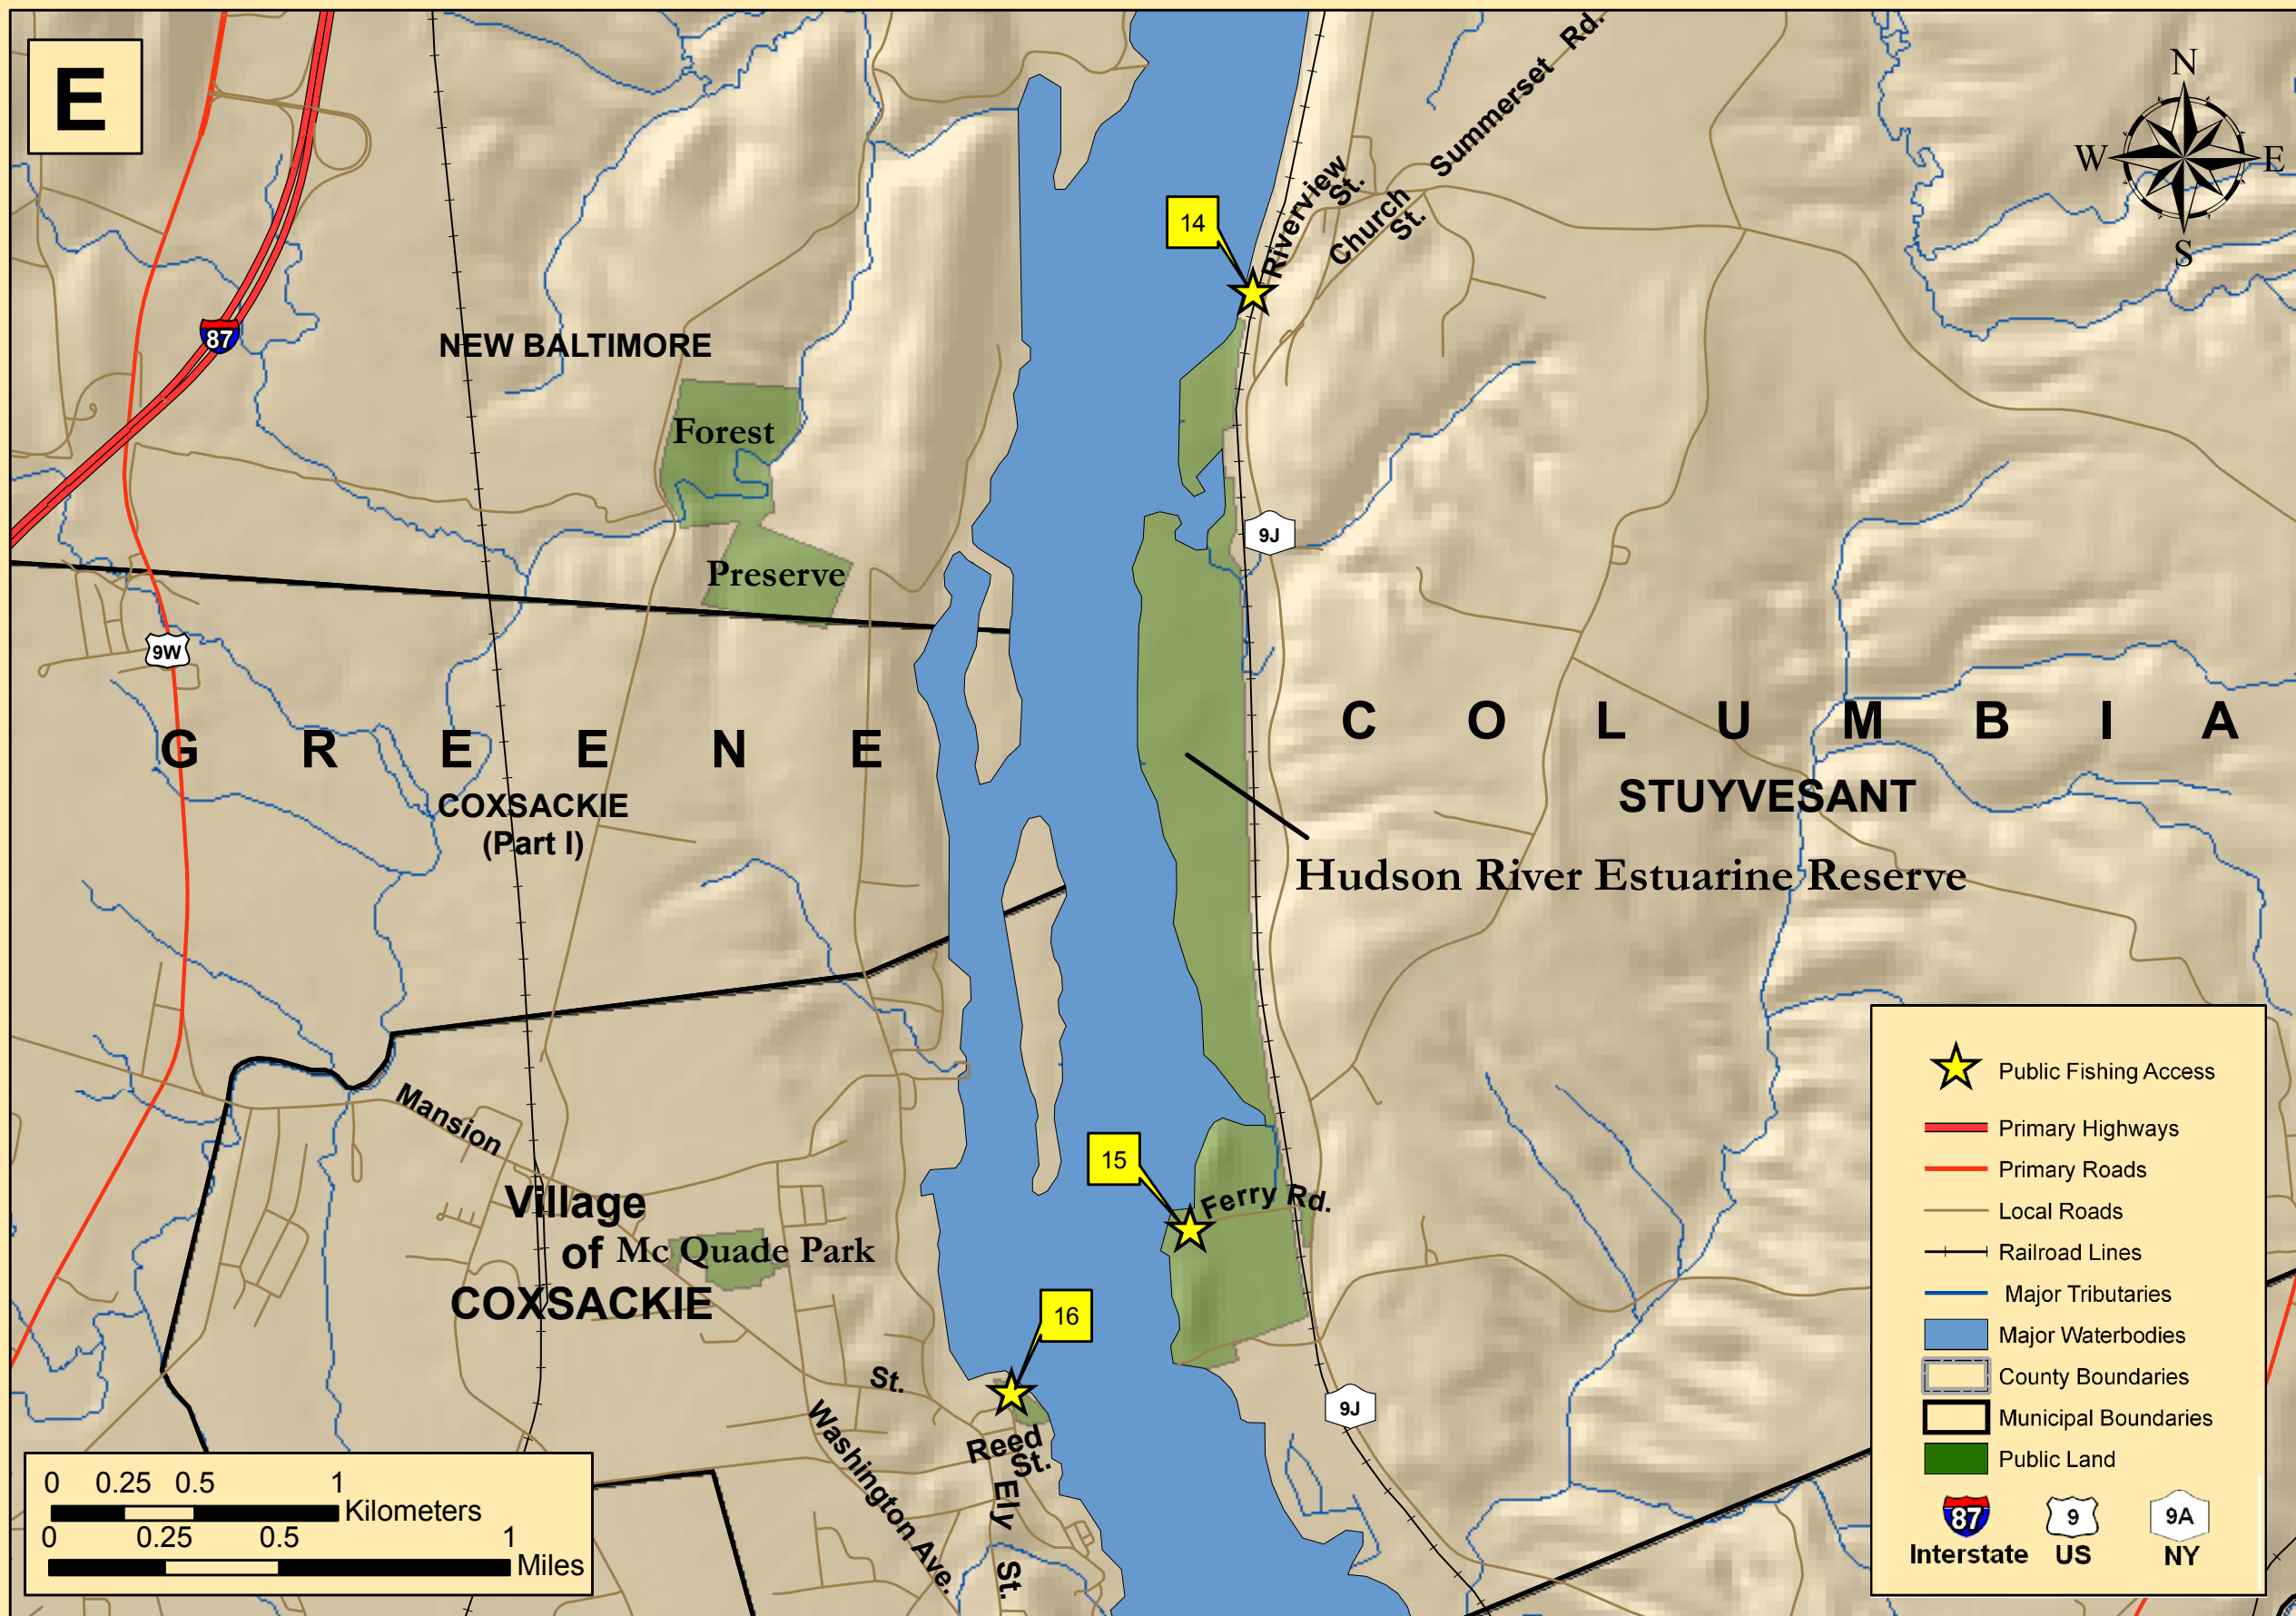 E
N
W E
S
Summerset Rd.
Riverview
St.
Church
St.
14
87
NEW BALTIMORE
Forest
9J
Preserve
9W
G R E E N E
C O L U M B I A
COXSACKIE
(Part I)
STUYVESANT
Hudson River Estuarine Reserve
Mansion
15
Ferry Rd.
Village
of
COXSACKIE
Mc Quade Park
16
St.
9J
Washington Ave.
Reed
St.
Ely St.
Public Fishing Access
Primary Highways
Primary Roads
Local Roads
Railroad Lines
Major Tributaries
Major Waterbodies
County Boundaries
Municipal Boundaries
Public Land
87 9 9A
Interstate US NY
0 0.25 0.5 1
Kilometers
0 0.25 0.5 1
Miles